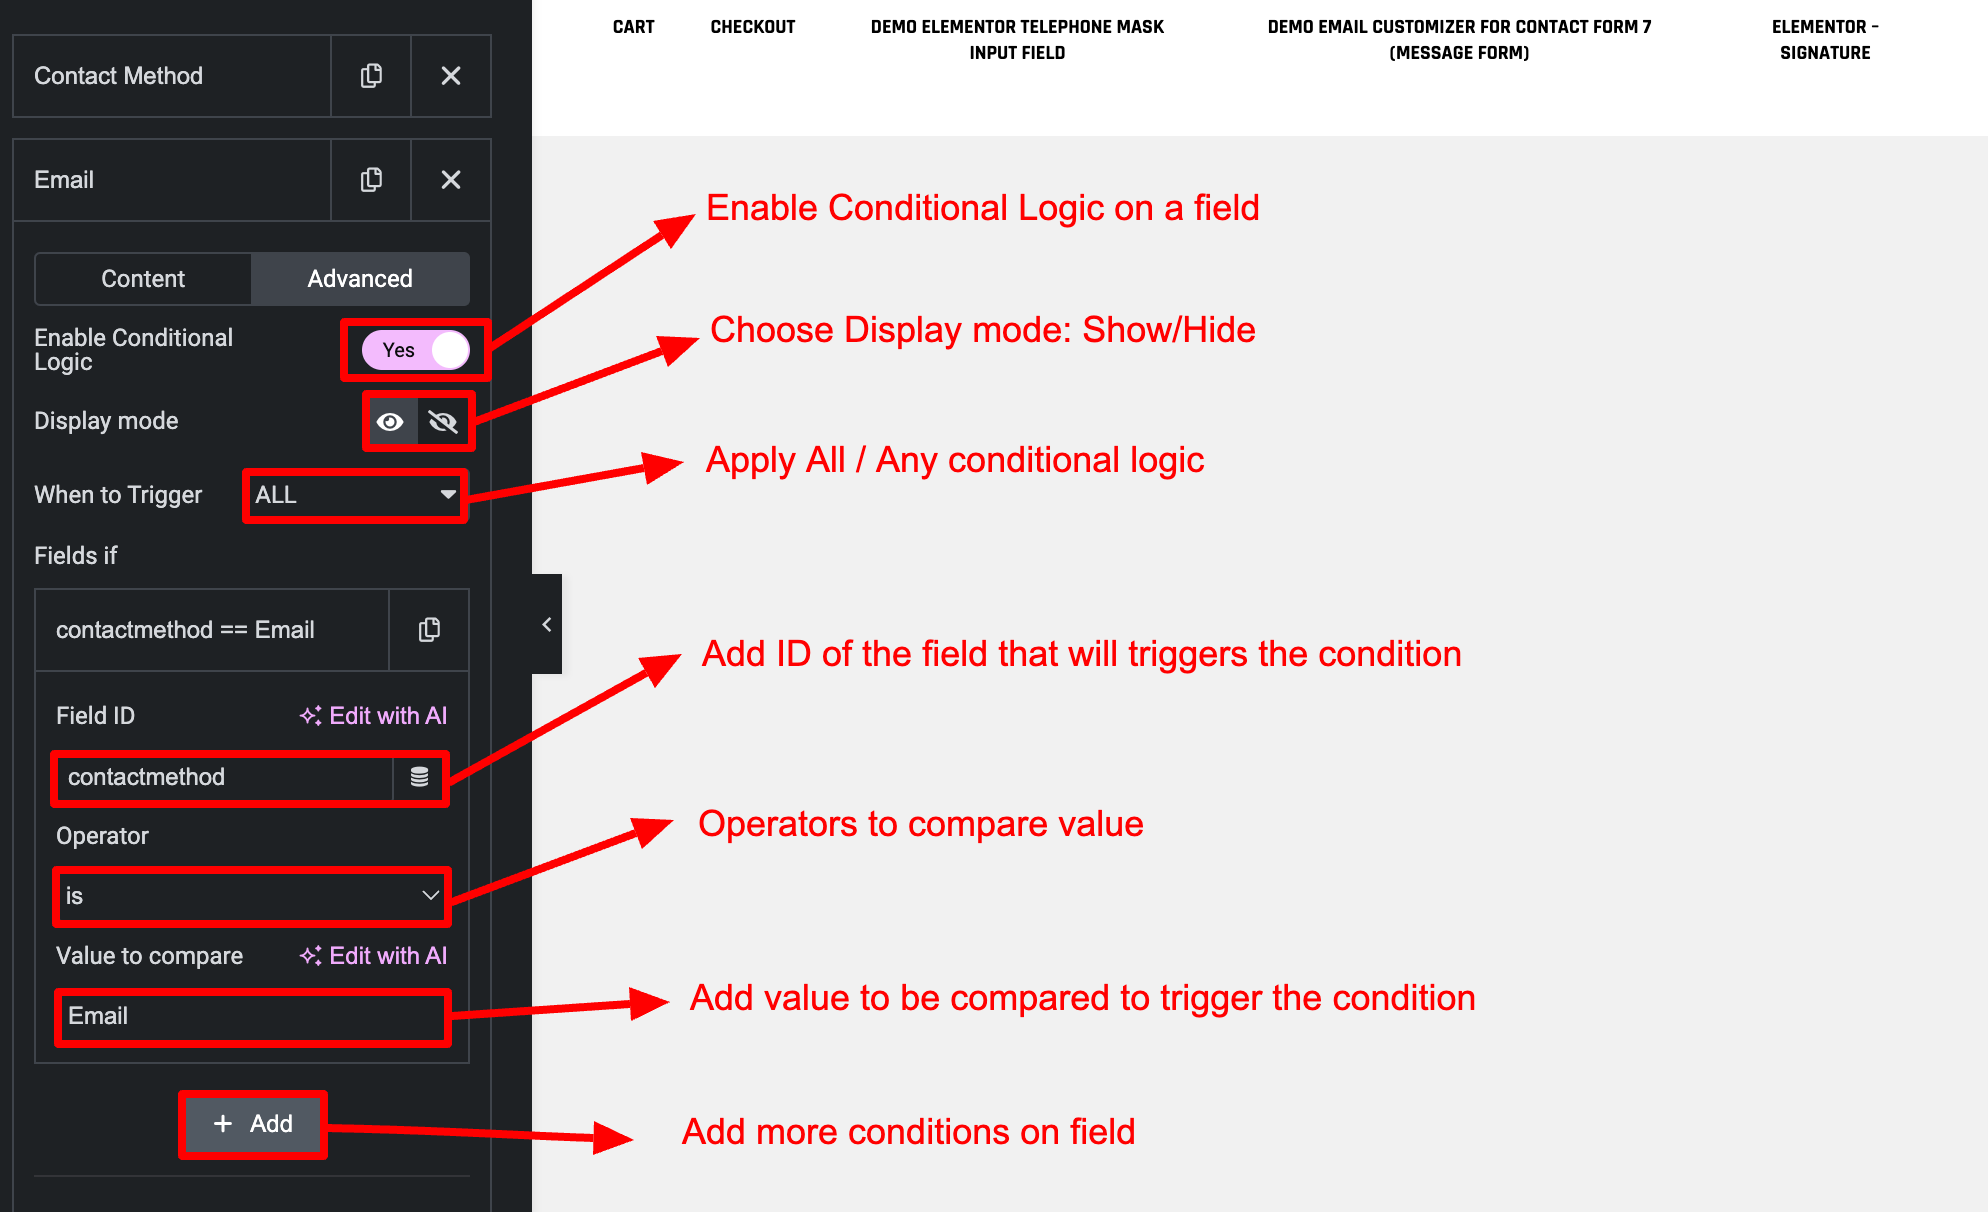 CART
CHECKOUT
DEMO ELEMENTOR TELEPHONE MASK
INPUT FIELD
DEMO EMAIL CUSTOMIZER FOR CONTACT FORM 7
(MESSAGE FORM)
ELEMENTOR –
SIGNATURE
Contact Method
Email
Content
Advanced
Enable Conditional
Logic
Yes
Enable Conditional Logic on a field
Display mode
Choose Display mode: Show/Hide
When to Trigger
ALL
Apply All / Any conditional logic
Fields if
contactmethod == Email
Field ID
Edit with AI
contactmethod
Add ID of the field that will triggers the condition
Operator
is
Operators to compare value
Value to compare
Edit with AI
Email
Add value to be compared to trigger the condition
+ Add
Add more conditions on field